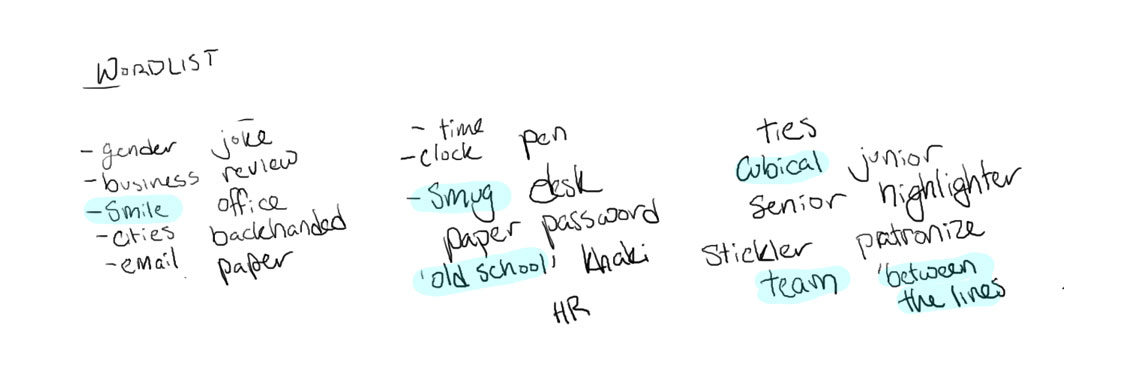 WORDLIST
- gender joke
- business review
- Smile office
- cities backhanded
- email paper
- time
- clock pen
- Smug desk
paper password
'old school' khaki
HR
ties
Cubical junior
Senior highlighter
Stickler patronize
team 'between
the lines